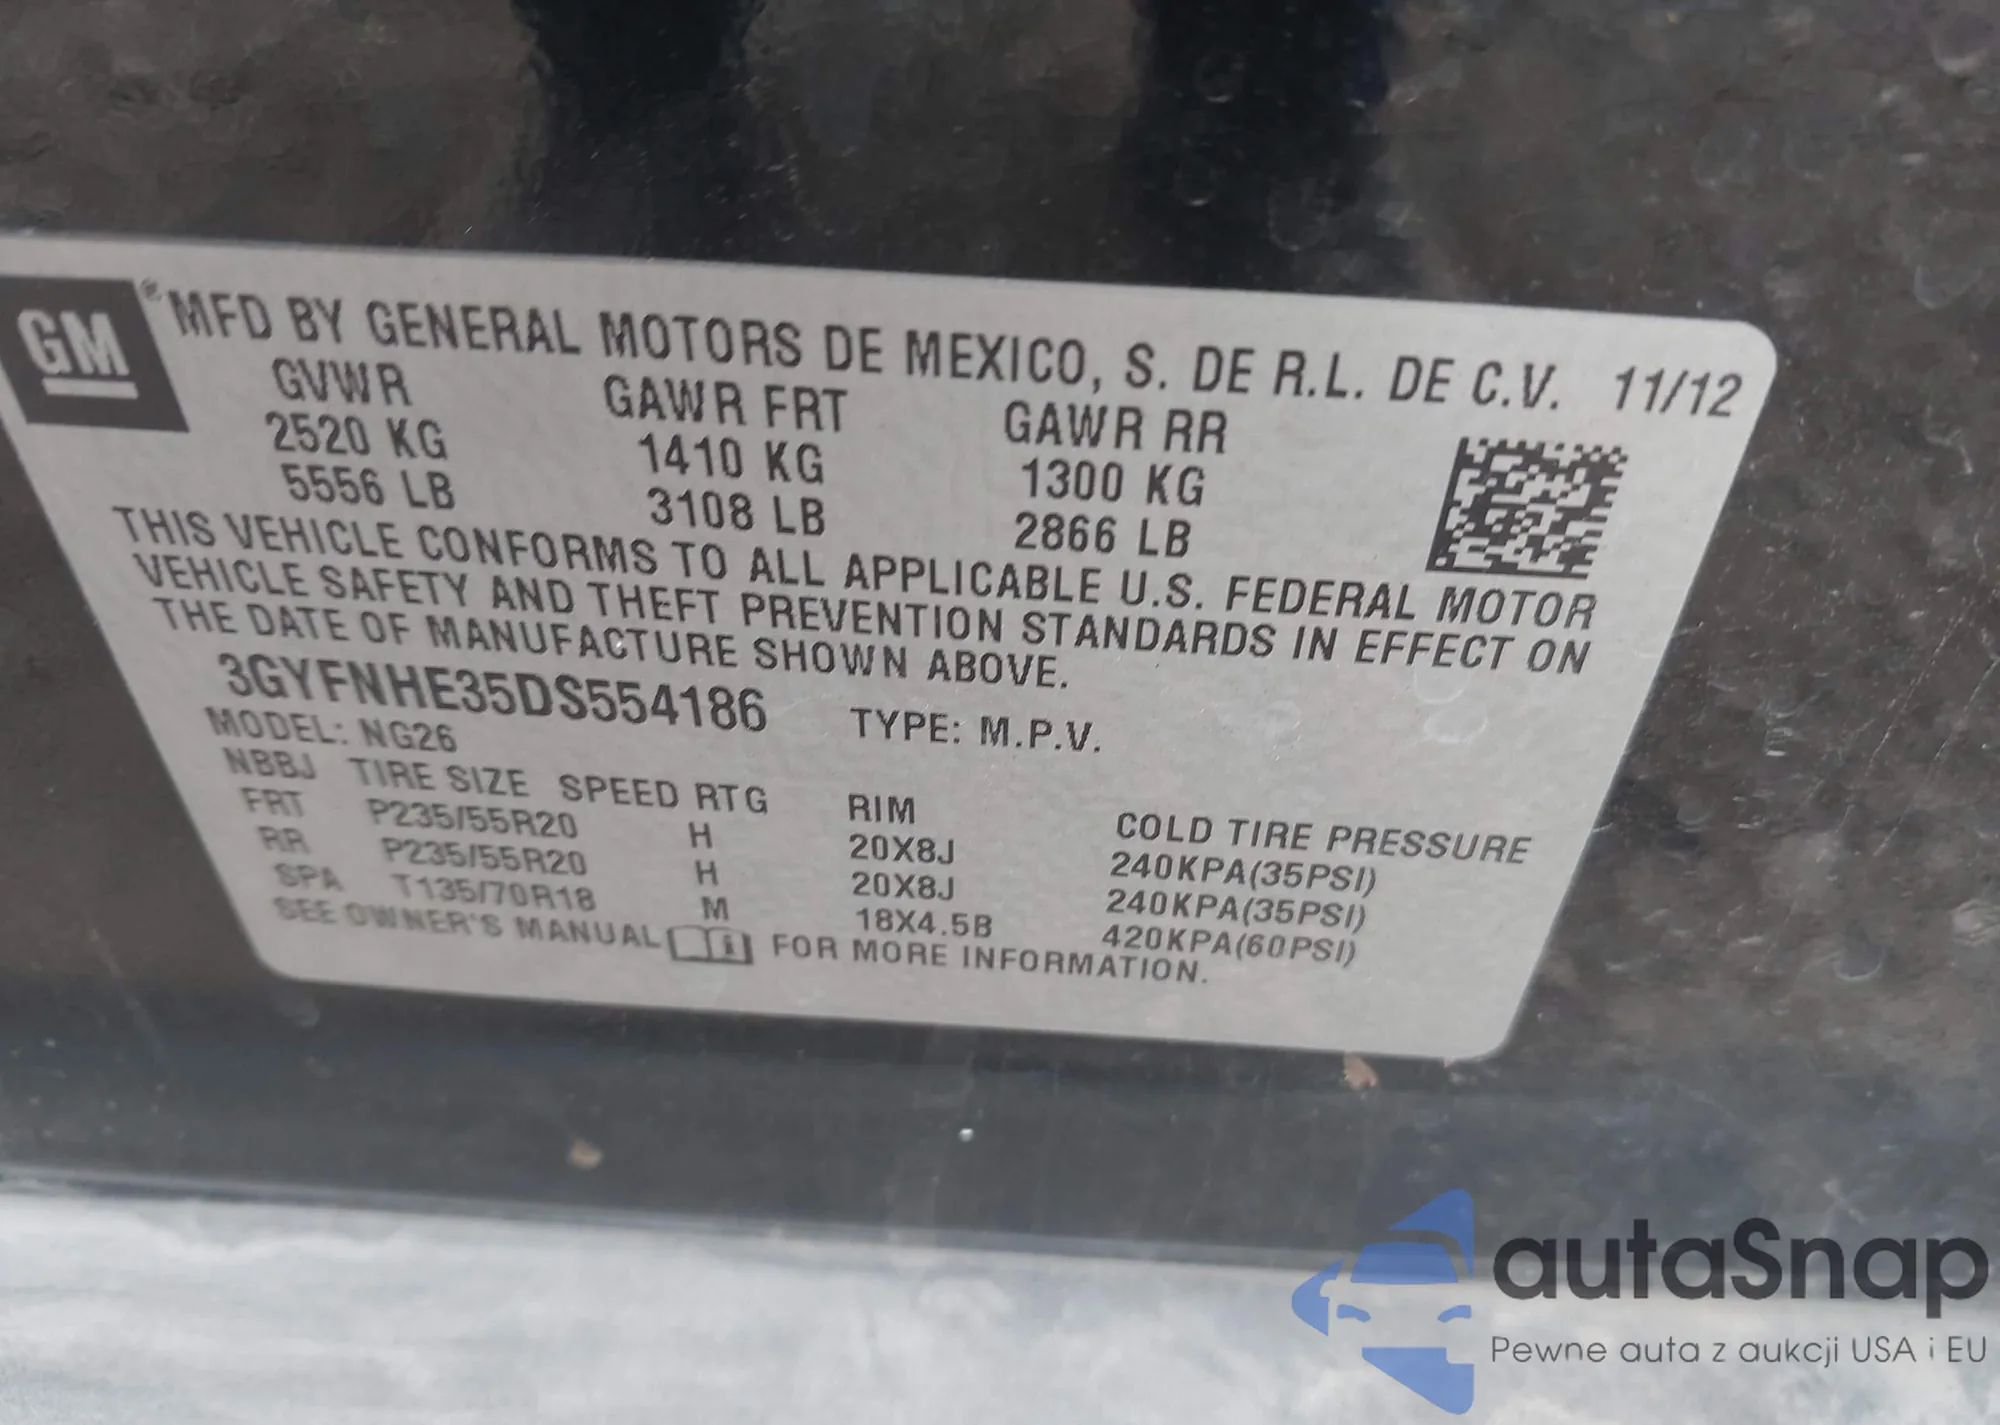 GM
® MFD BY GENERAL MOTORS DE MEXICO, S. DE R.L. DE C.V. 11/12
GVWR GAWR FRT GAWR RR
2520 KG 1410 KG 1300 KG
5556 LB 3108 LB 2866 LB
THIS VEHICLE CONFORMS TO ALL APPLICABLE U.S. FEDERAL MOTOR
VEHICLE SAFETY AND THEFT PREVENTION STANDARDS IN EFFECT ON
THE DATE OF MANUFACTURE SHOWN ABOVE.
3GYFNHE35DS554186 TYPE: M.P.V.
MODEL: NG26
NBBJ TIRE SIZE SPEED RTG RIM COLD TIRE PRESSURE
FRT P235/55R20 H 20X8J 240KPA(35PSI)
RR P235/55R20 H 20X8J 240KPA(35PSI)
SPA T135/70R18 M 18X4.5B 420KPA(60PSI)
SEE OWNER'S MANUAL FOR MORE INFORMATION.
autaSnap
Pewne auta z aukcji USA i EU